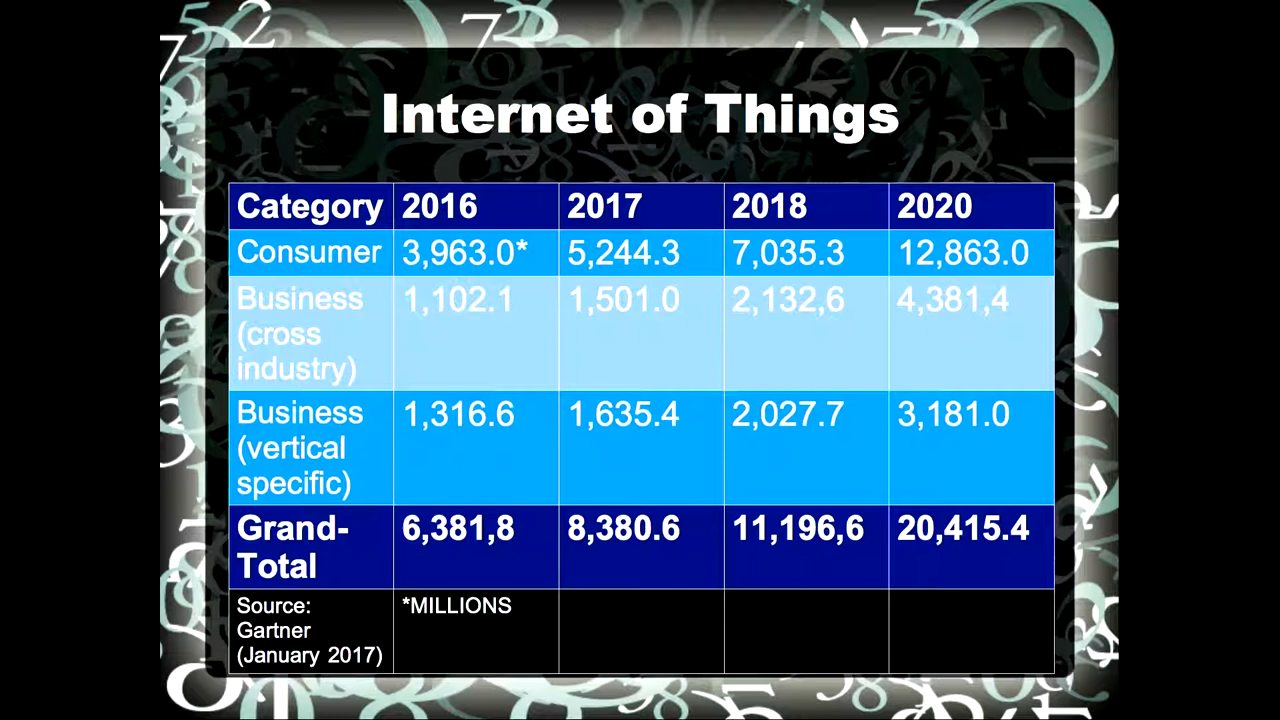 Internet of Things
Category 2016 2017 2018 2020
Consumer 3,963.0* 5,244.3 7,035.3 12,863.0
Business 1,102.1 1,501.0 2,132,6 4,381,4
(cross
industry)
Business 1,316.6 1,635.4 2,027.7 3,181.0
(vertical
specific)
Grand- 6,381,8 8,380.6 11,196,6 20,415.4
Total
Source: *MILLIONS
Gartner
(January 2017)